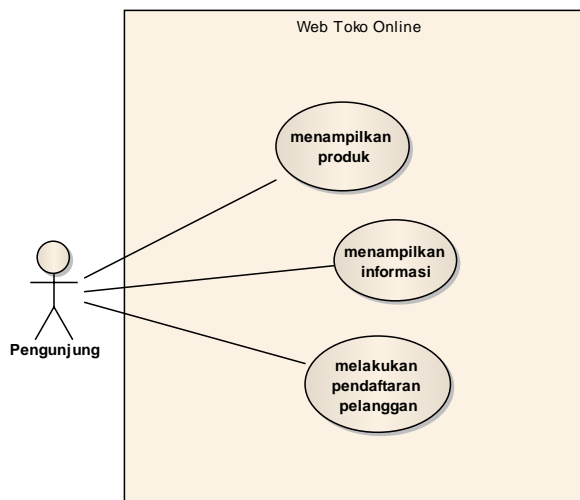 Web Toko Online
menampilkan
produk
menampilkan
informasi
Pengunjung
melakukan
pendaftaran
pelanggan